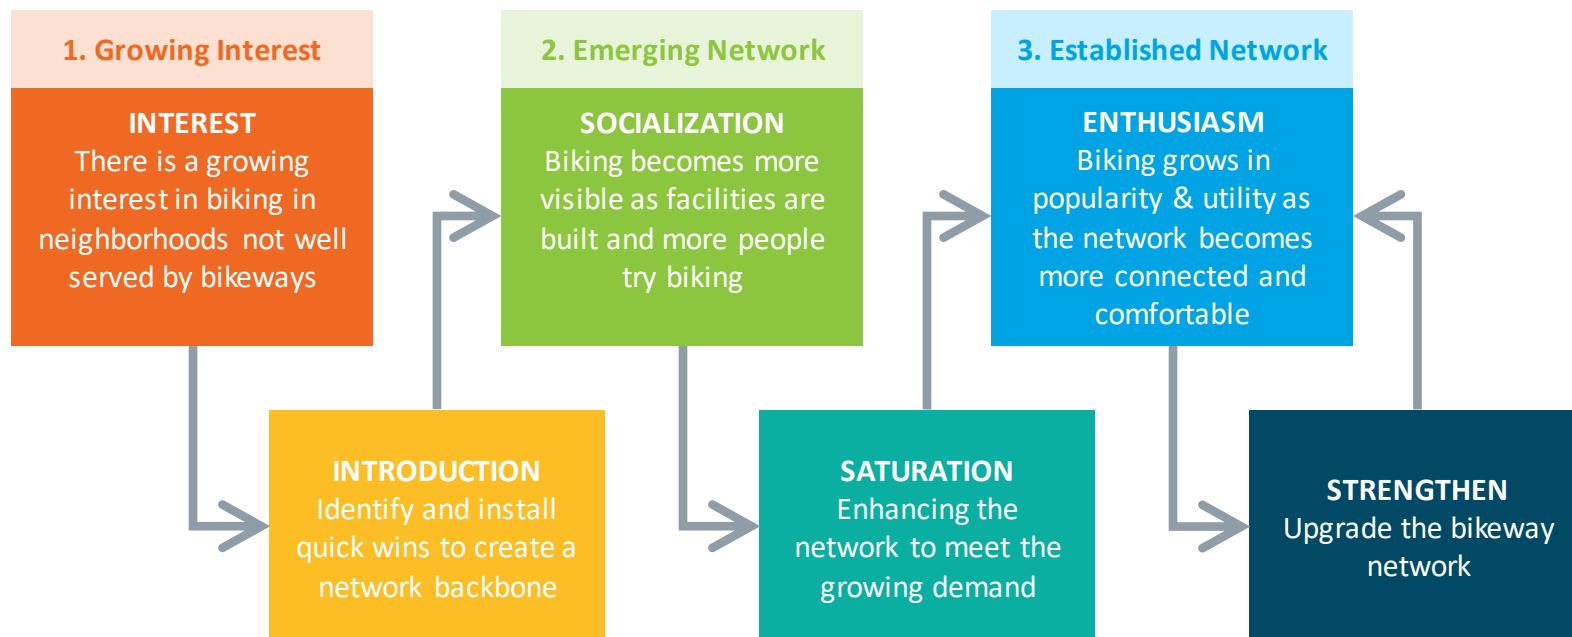 1. Growing Interest
INTEREST
There is a growing
interest in biking in
neighborhoods not well
served by bikeways
INTRODUCTION
Identify and install
quick wins to create a
network backbone
2. Emerging Network
SOCIALIZATION
Biking becomes more
visible as facilities are
built and more people
try biking
SATURATION
Enhancing the
network to meet the
growing demand
3. Established Network
ENTHUSIASM
Biking grows in
popularity & utility as
the network becomes
more connected and
comfortable
STRENGTHEN
Upgrade the bikeway
network